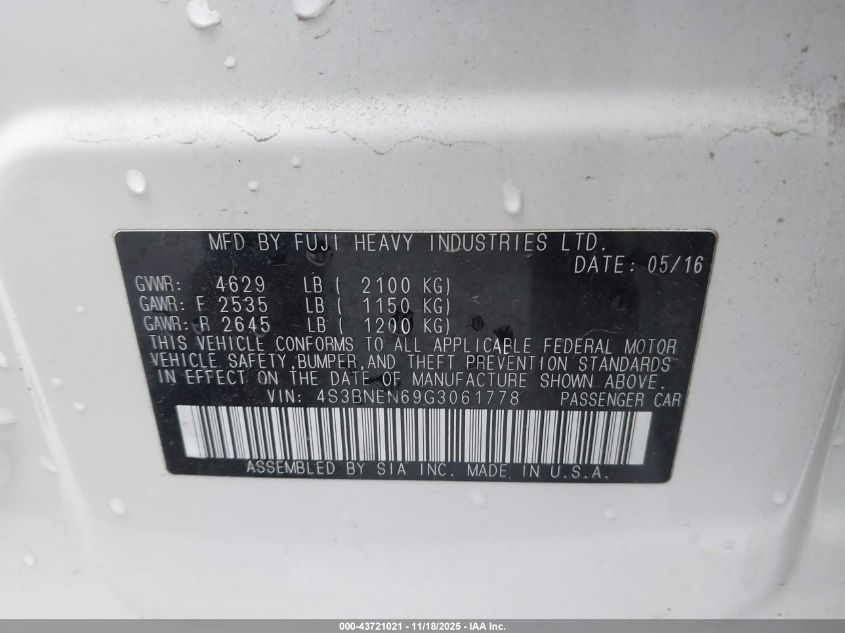 MFD BY FUJI HEAVY INDUSTRIES LTD.
DATE: 05/16
GVWR: 4629 LB ( 2100 KG)
GAWR: F 2535 LB ( 1150 KG)
GAWR: R 2645 LB ( 1200 KG)
THIS VEHICLE CONFORMS TO ALL APPLICABLE FEDERAL MOTOR
VEHICLE SAFETY,BUMPER,AND THEFT PREVENTION STANDARDS
IN EFFECT ON THE DATE OF MANUFACTURE SHOWN ABOVE.
VIN: 4S3BNEN69G3061778 PASSENGER CAR
ASSEMBLED BY SIA INC. MADE IN U.S.A.
000-43721021 - 11/18/2025 - IAA Inc.